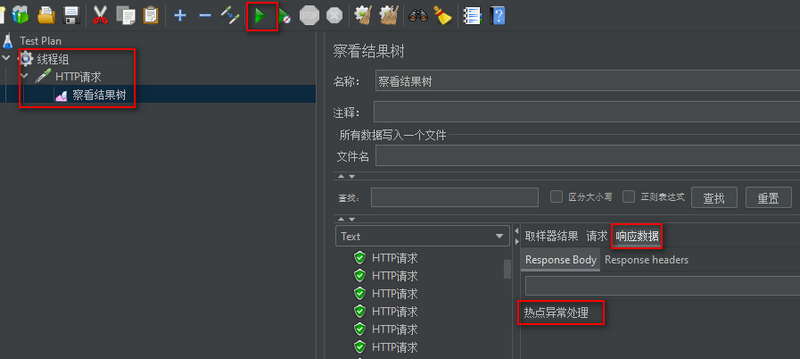 Test Plan
线程组
HTTP请求
察看结果树
察看结果树
名称： 察看结果树
注释：
所有数据写入一个文件
文件名
查找： 区分大小写 正则表达式 查找 重置
Text
取样器结果 请求 响应数据
HTTP请求
HTTP请求
HTTP请求
HTTP请求
HTTP请求
HTTP请求
Response Body Response headers
热点异常处理